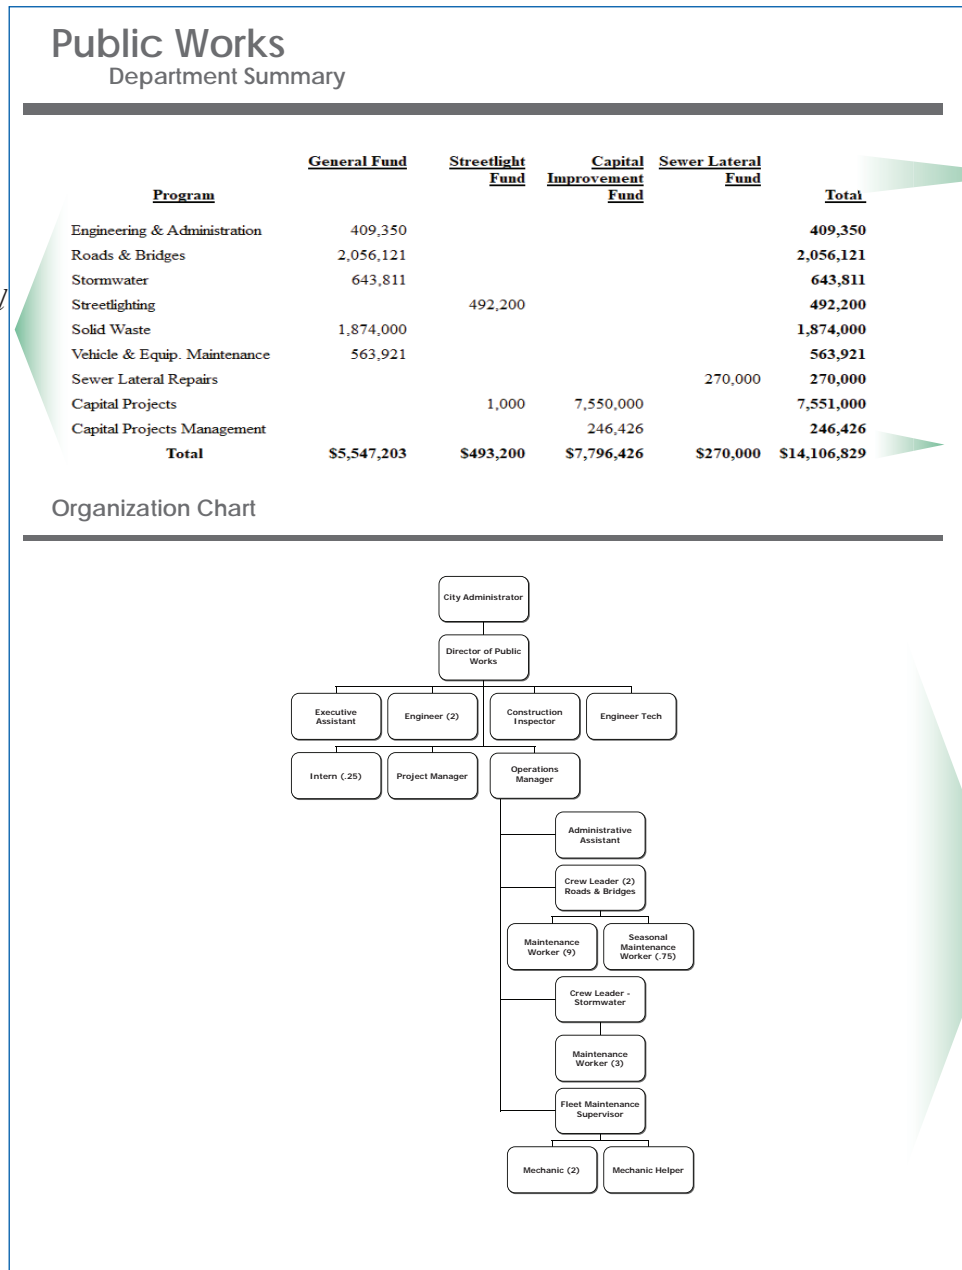 Public Works
Department Summary
General Fund Streetlight Capital Sewer Lateral
Fund Improvement Fund
Program Fund Total
Engineering & Administration 409,350 409,350
Roads & Bridges 2,056,121 2,056,121
Stormwater 643,811 643,811
Streetlighting 492,200 492,200
Solid Waste 1,874,000 1,874,000
Vehicle & Equip. Maintenance 563,921 563,921
Sewer Lateral Repairs 270,000 270,000
Capital Projects 1,000 7,550,000 7,551,000
Capital Projects Management 246,426 246,426
Total $5,547,203 $493,200 $7,796,426 $270,000 $14,106,829
Organization Chart
City Administrator
Director of Public
Works
Executive
Assistant
Engineer (2)
Construction
Inspector
Engineer Tech
Intern (.25)
Project Manager
Operations
Manager
Administrative
Assistant
Crew Leader (2)
Roads & Bridges
Maintenance
Worker (9)
Seasonal
Maintenance
Worker (.75)
Crew Leader -
Stormwater
Maintenance
Worker (3)
Fleet Maintenance
Supervisor
Mechanic (2)
Mechanic Helper